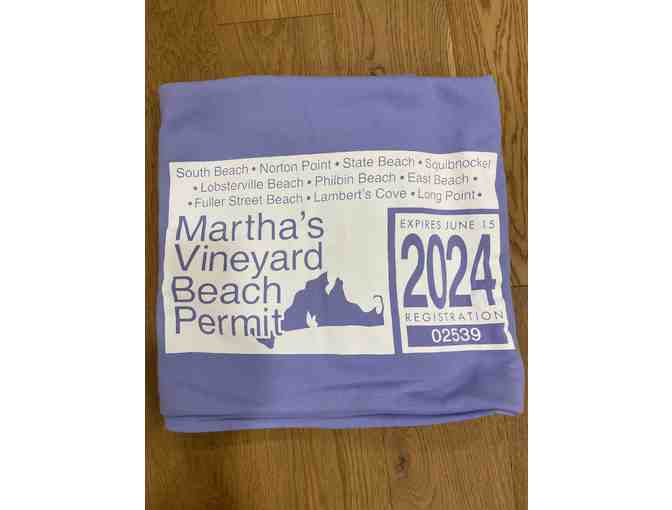 South Beach • Norton Point • State Beach • Squibnocket
• Lobsterville Beach • Philbin Beach • East Beach •
• Fuller Street Beach • Lambert's Cove • Long Point •
Martha's
Vineyard
Beach
Permit
EXPIRES JUNE 15
2024
REGISTRATION
02539